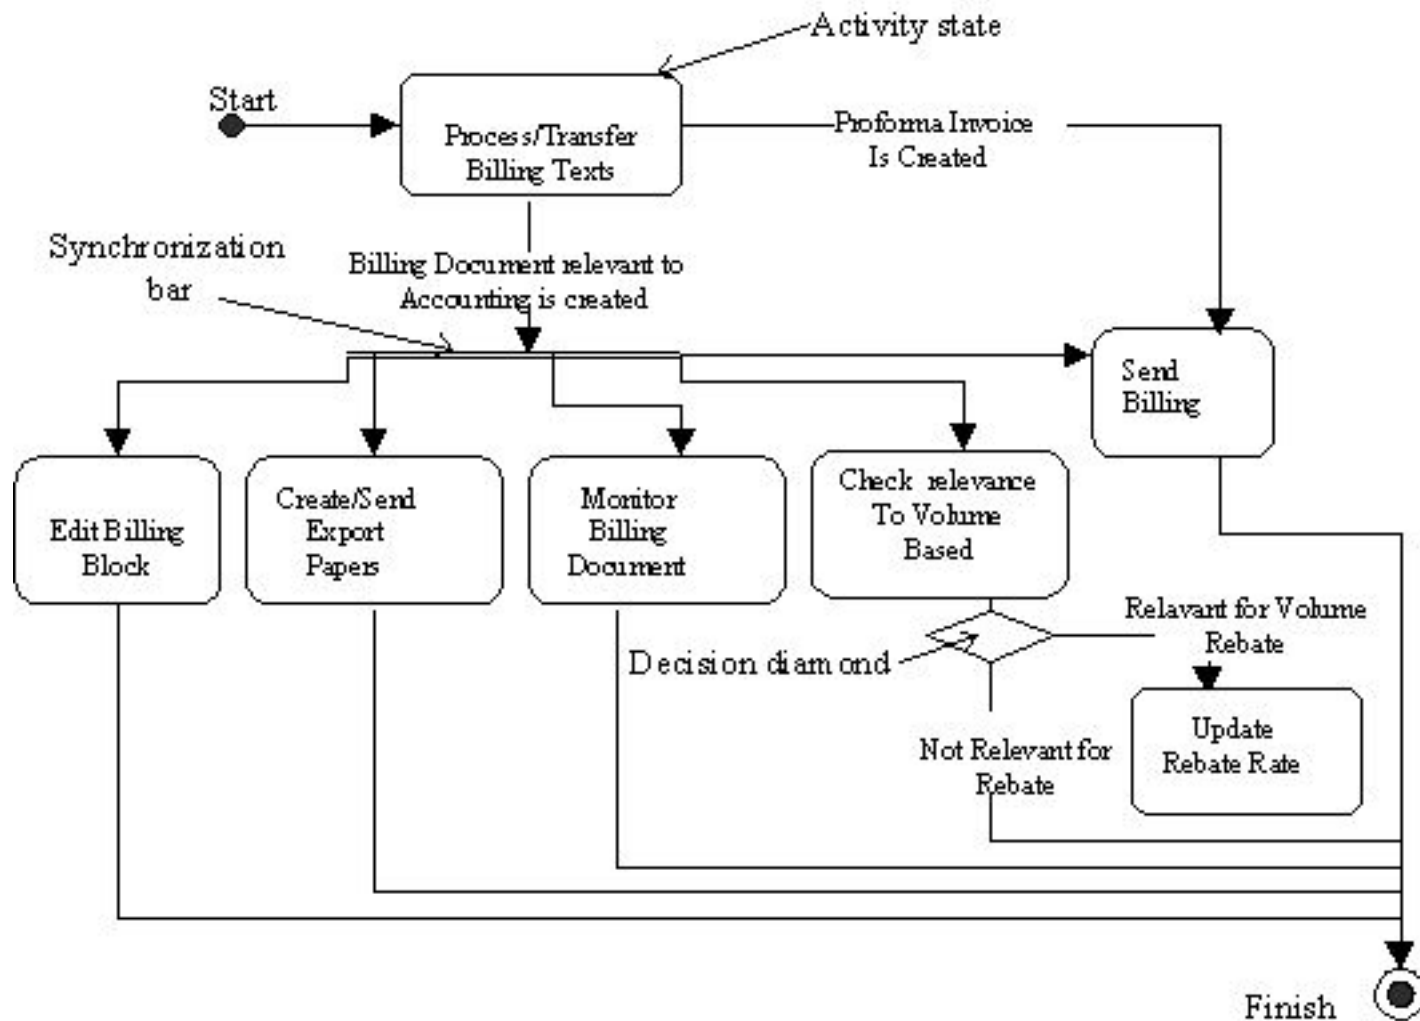 Activity state
Start
Process/Transfer
Billing Texts
Proforma Invoice
Is Created
Synchronization
bar
Billing Document relevant to
Accounting is created
Send
Billing
Edit Billing
Block
Create/Send
Export
Papers
Monitor
Billing
Document
Check relevance
To Volume
Based
Relavant for Volume
Rebate
Decision diamond
Update
Rebate Rate
Not Relevant for
Rebate
Finish